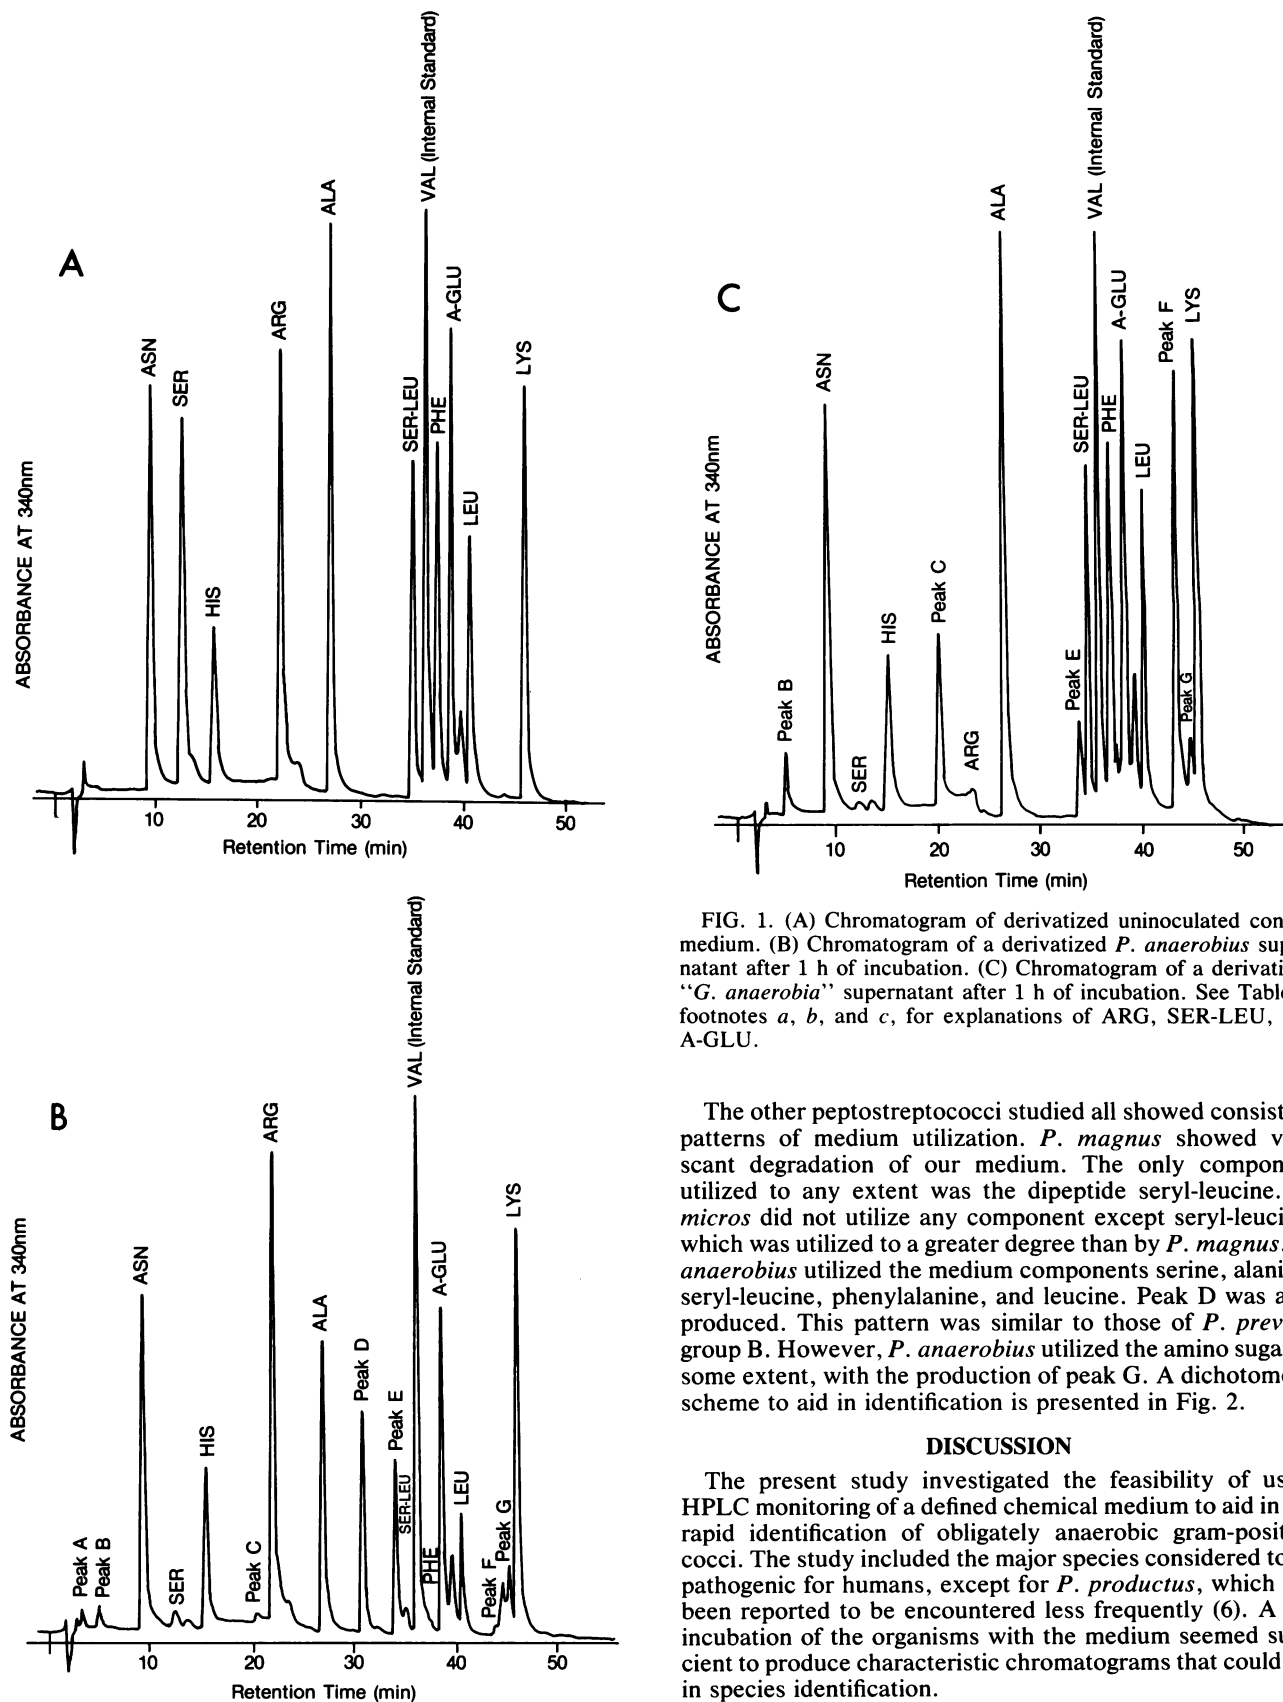 A
ABSORBANCE AT 340nm
ASN
SER
HIS
ARG
ALA
SER-LEU
VAL (Internal Standard)
PHE
A-GLU
LEU
LYS
10 20 30 40 50
Retention Time (min)
B
ABSORBANCE AT 340nm
Peak A
Peak B
ASN
SER
HIS
Peak C
ARG
ALA
Peak D
Peak E
SER-LEU
VAL (Internal Standard)
PHE
A-GLU
LEU
Peak F
Peak G
LYS
10 20 30 40 50
Retention Time (min)
C
ABSORBANCE AT 340nm
Peak B
ASN
SER
HIS
Peak C
ARG
ALA
Peak E
SER-LEU
VAL (Internal Standard)
PHE
A-GLU
LEU
Peak F
Peak G
LYS
10 20 30 40 50
Retention Time (min)
FIG. 1. (A) Chromatogram of derivatized uninoculated con
medium. (B) Chromatogram of a derivatized P. anaerobius sup
natant after 1 h of incubation. (C) Chromatogram of a derivati
"G. anaerobia" supernatant after 1 h of incubation. See Table
footnotes a, b, and c, for explanations of ARG, SER-LEU,
A-GLU.
The other peptostreptococci studied all showed consist
patterns of medium utilization. P. magnus showed v
scant degradation of our medium. The only compon
utilized to any extent was the dipeptide seryl-leucine.
micros did not utilize any component except seryl-leuci
which was utilized to a greater degree than by P. magnus.
anaerobius utilized the medium components serine, alani
seryl-leucine, phenylalanine, and leucine. Peak D was a
produced. This pattern was similar to those of P. prev
group B. However, P. anaerobius utilized the amino suga
some extent, with the production of peak G. A dichotom
scheme to aid in identification is presented in Fig. 2.
DISCUSSION
The present study investigated the feasibility of us
HPLC monitoring of a defined chemical medium to aid in
rapid identification of obligately anaerobic gram-posit
cocci. The study included the major species considered to
pathogenic for humans, except for P. productus, which
been reported to be encountered less frequently (6). A
incubation of the organisms with the medium seemed su
cient to produce characteristic chromatograms that could
in species identification.